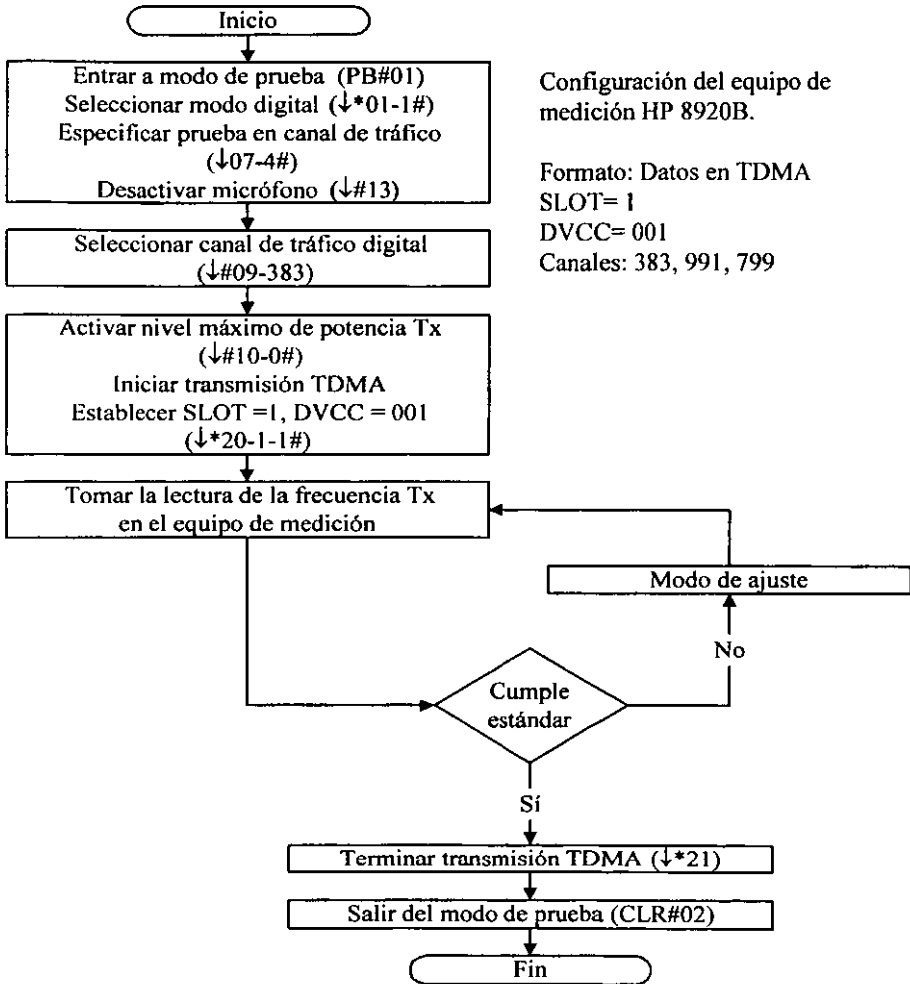 Inicio
Entrar a modo de prueba (PB#01)
Seleccionar modo digital (↓*01-1#)
Especificar prueba en canal de tráfico
(↓07-4#)
Desactivar micrófono (↓#13)
Configuración del equipo de
medición HP 8920B.
Formato: Datos en TDMA
SLOT= 1
DVCC= 001
Canales: 383, 991, 799
Seleccionar canal de tráfico digital
(↓#09-383)
Activar nivel máximo de potencia Tx
(↓#10-0#)
Iniciar transmisión TDMA
Establecer SLOT =1, DVCC = 001
(↓*20-1-1#)
Tomar la lectura de la frecuencia Tx
en el equipo de medición
Modo de ajuste
No
Cumple
estándar
Sí
Terminar transmisión TDMA (↓*21)
Salir del modo de prueba (CLR#02)
Fin